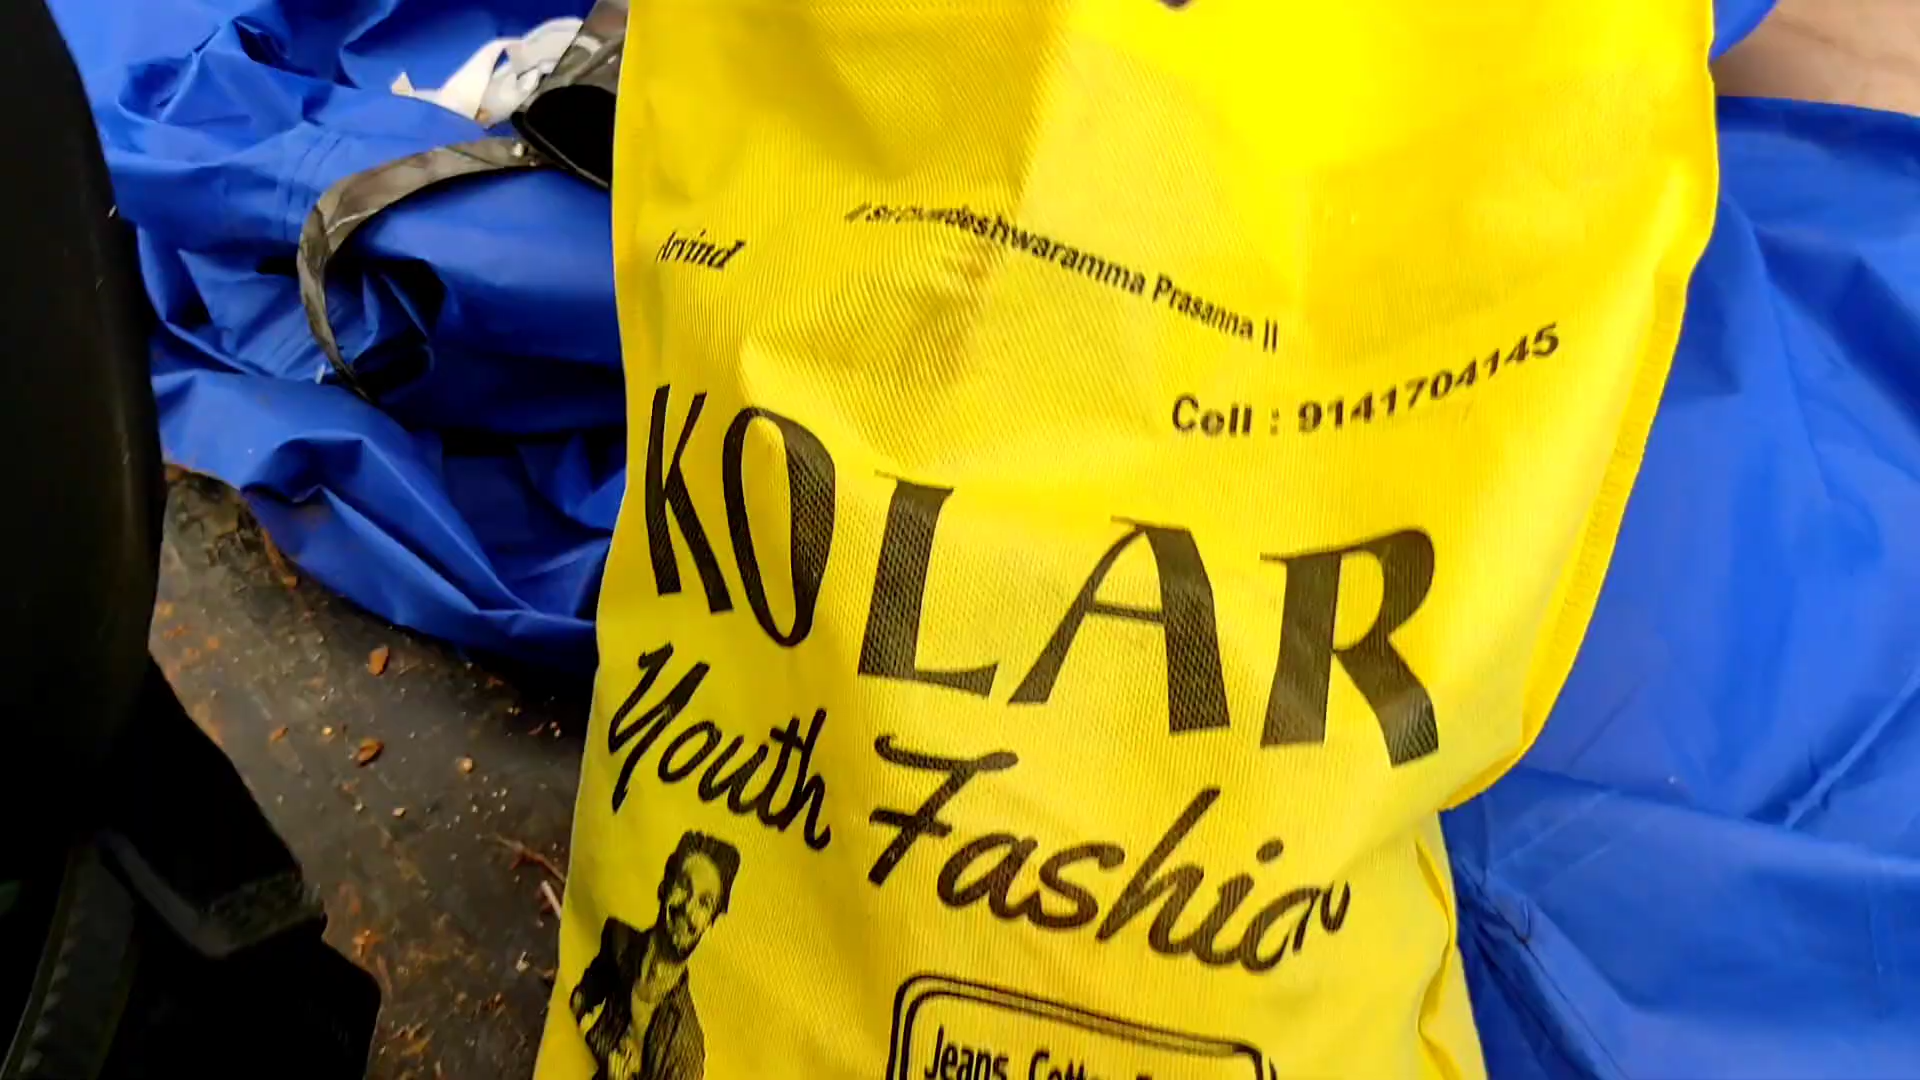 Prasanna ||
Arvind
Cell : 9141704145
KOLAR
Youth Fashion
Jeans,